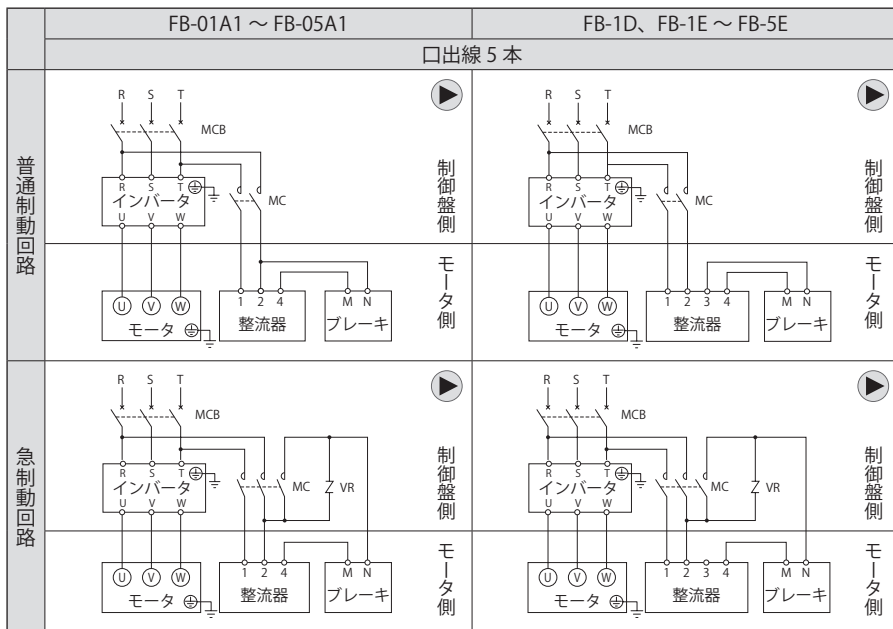 FB-01A1 ～ FB-05A1
FB-1D、FB-1E ～ FB-5E
口出線 5 本
普通制動回路
R S T
MCB
R S T
インバータ
U V W
MC
制御盤側
U V W
モータ
1 2 4
整流器
M N
ブレーキ
モータ側
R S T
MCB
R S T
インバータ
U V W
MC
制御盤側
U V W
モータ
1 2 3 4
整流器
M N
ブレーキ
モータ側
急制動回路
R S T
MCB
R S T
インバータ
U V W
MC
VR
制御盤側
U V W
モータ
1 2 4
整流器
M N
ブレーキ
モータ側
R S T
MCB
R S T
インバータ
U V W
MC
VR
制御盤側
U V W
モータ
1 2 3 4
整流器
M N
ブレーキ
モータ側